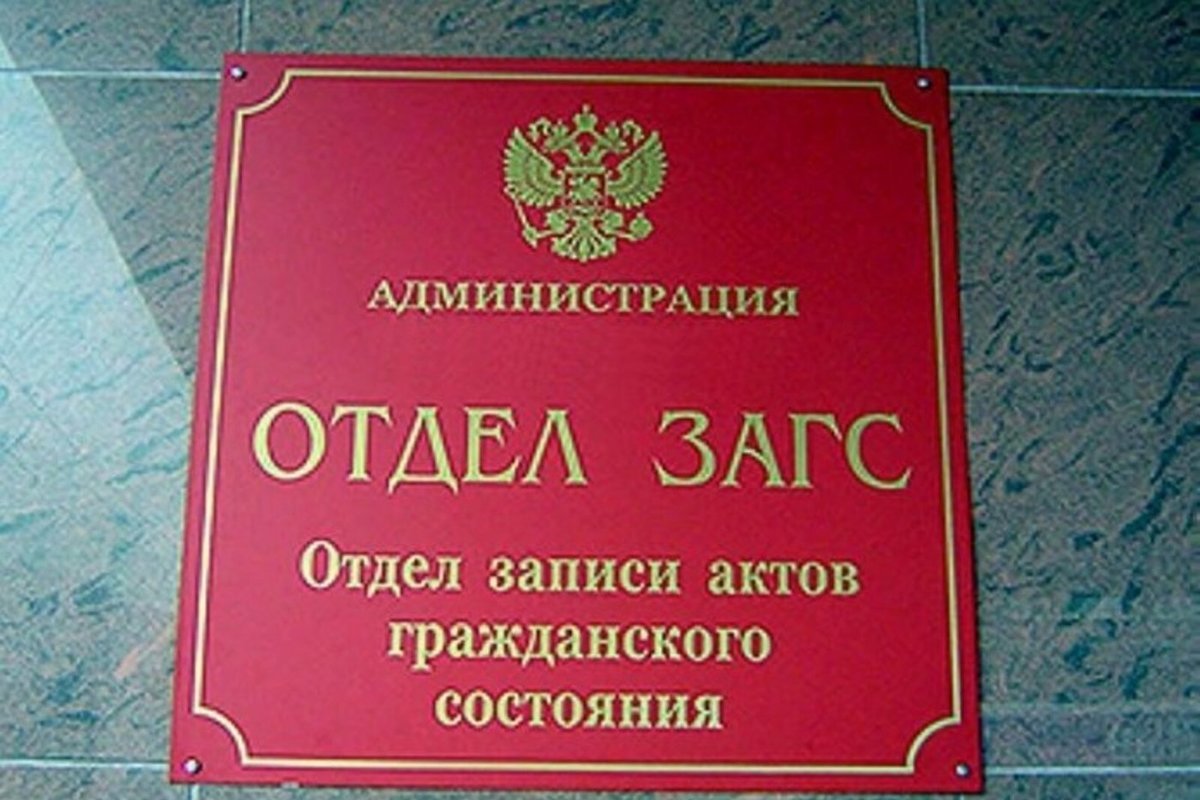 АДМИНИСТРАЦИЯ
ОТДЕЛ ЗАГС
Отдел записи актов
гражданского
состояния